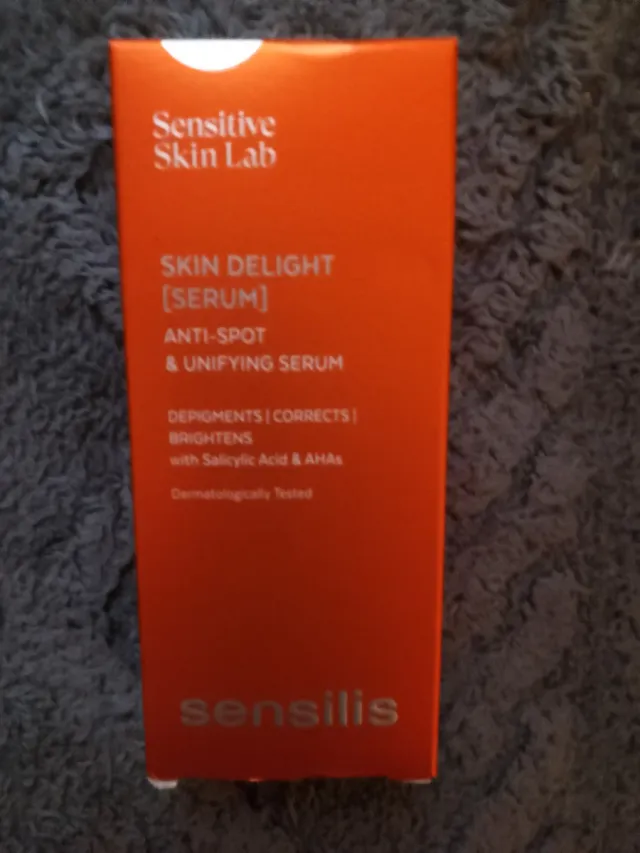 Sensitive
Skin Lab
SKIN DELIGHT
[SERUM]
ANTI-SPOT
& UNIFYING SERUM
DEPIGMENTS | CORRECTS |
BRIGHTENS
with Salicylic Acid & AHAs
Dermatologically Tested
sensilis